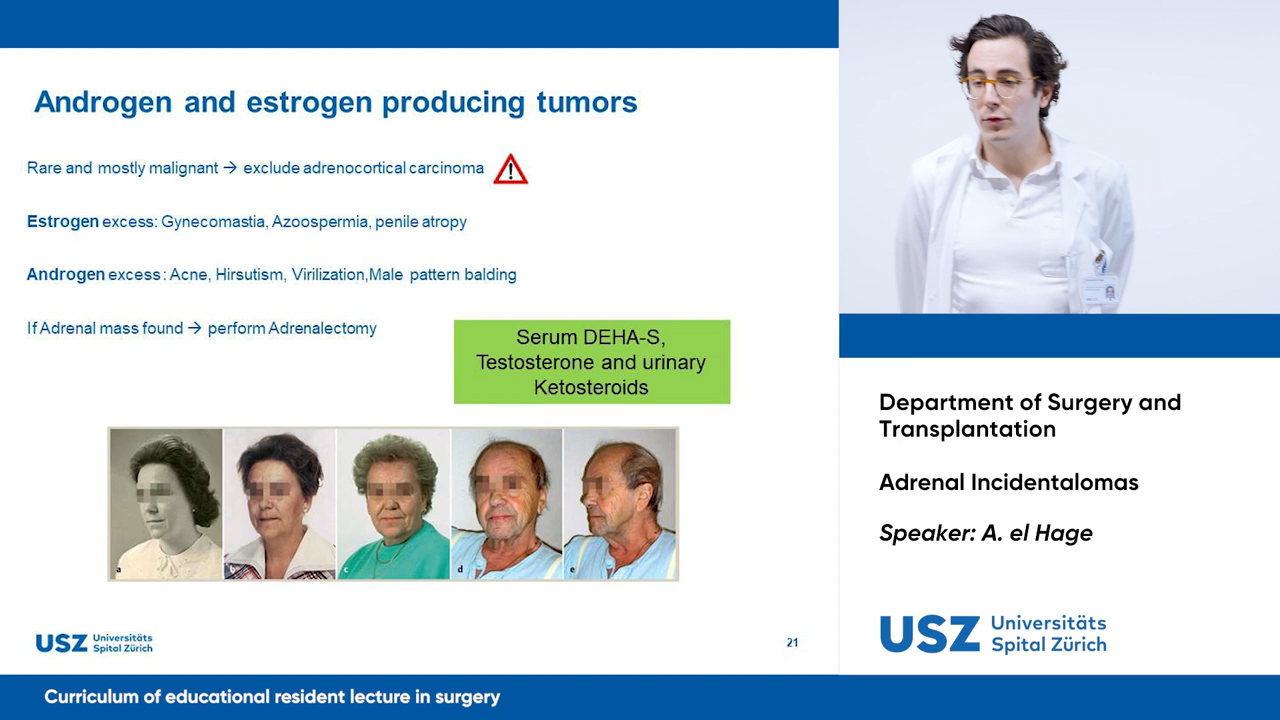 Androgen and estrogen producing tumors
Rare and mostly malignant → exclude adrenocortical carcinoma
Estrogen excess: Gynecomastia, Azoospermia, penile atropy
Androgen excess: Acne, Hirsutism, Virilization,Male pattern balding
If Adrenal mass found → perform Adrenalectomy
Serum DEHA-S,
Testosterone and urinary
Ketosteroids
a b c d e
USZ Universitäts
Spital Zürich
21
Department of Surgery and
Transplantation
Adrenal Incidentalomas
Speaker: A. el Hage
USZ Universitäts
Spital Zürich
Curriculum of educational resident lecture in surgery